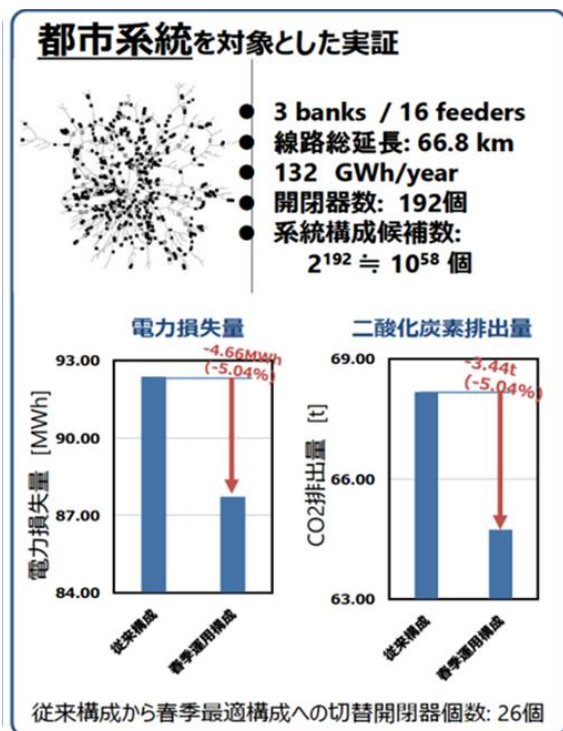 都市系統を対象とした実証
● 3 banks / 16 feeders
● 線路総延長: 66.8 km
● 132 GWh/year
● 開閉器数: 192個
● 系統構成候補数:
2¹⁹² ≒ 10⁵⁸ 個
電力損失量
電力損失量 [MWh]
93.00
90.00
87.00
84.00
-4.66MWh
(-5.04%)
従来構成
春季運用構成
二酸化炭素排出量
CO2排出量 [t]
69.00
66.00
63.00
-3.44t
(-5.04%)
従来構成
春季運用構成
従来構成から春季最適構成への切替開閉器個数: 26個